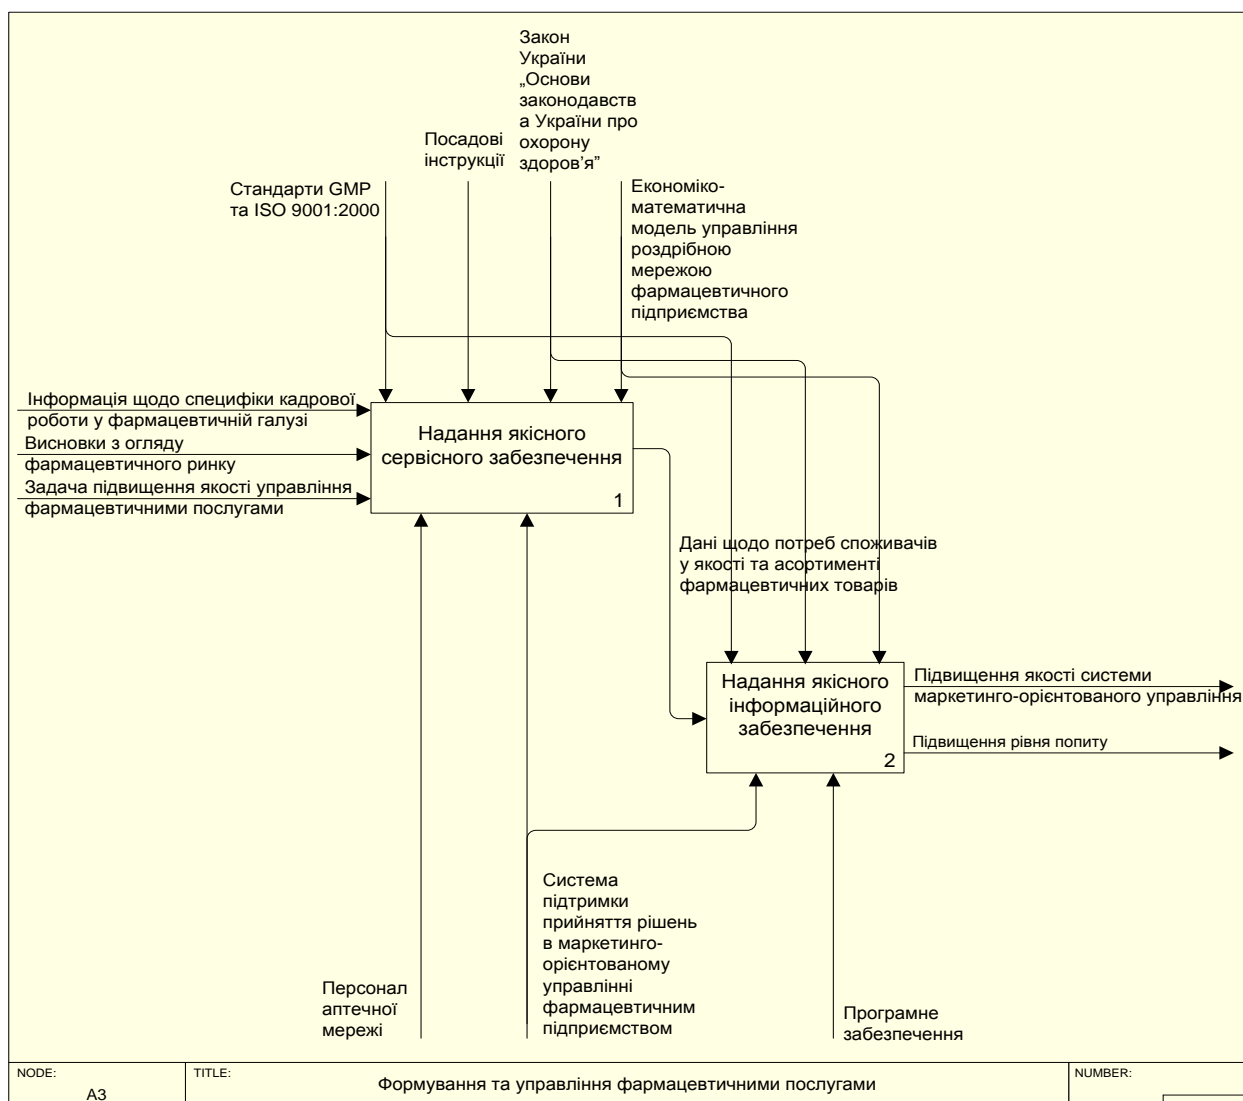 Закон
України
„Основи
законодавств
а України про
охорону
здоров’я”
Посадові
інструкції
Стандарти GMP
та ISO 9001:2000
Економіко-
математична
модель управління
роздрібною
мережою
фармацевтичного
підприємства
Інформація щодо специфіки кадрової
роботи у фармацевтичній галузі
Висновки з огляду
фармацевтичного ринку
Задача підвищення якості управління
фармацевтичними послугами
Надання якісного
сервісного забезпечення
1
Дані щодо потреб споживачів
у якості та асортименті
фармацевтичних товарів
Надання якісного
інформаційного
забезпечення
2
Підвищення якості системи
маркетинго-орієнтованого управління
Підвищення рівня попиту
Система
підтримки
прийняття рішень
в маркетинго-
орієнтованому
управлінні
фармацевтичним
підприємством
Персонал
аптечної
мережі
Програмне
забезпечення
NODE:
A3
TITLE:
Формування та управління фармацевтичними послугами
NUMBER: